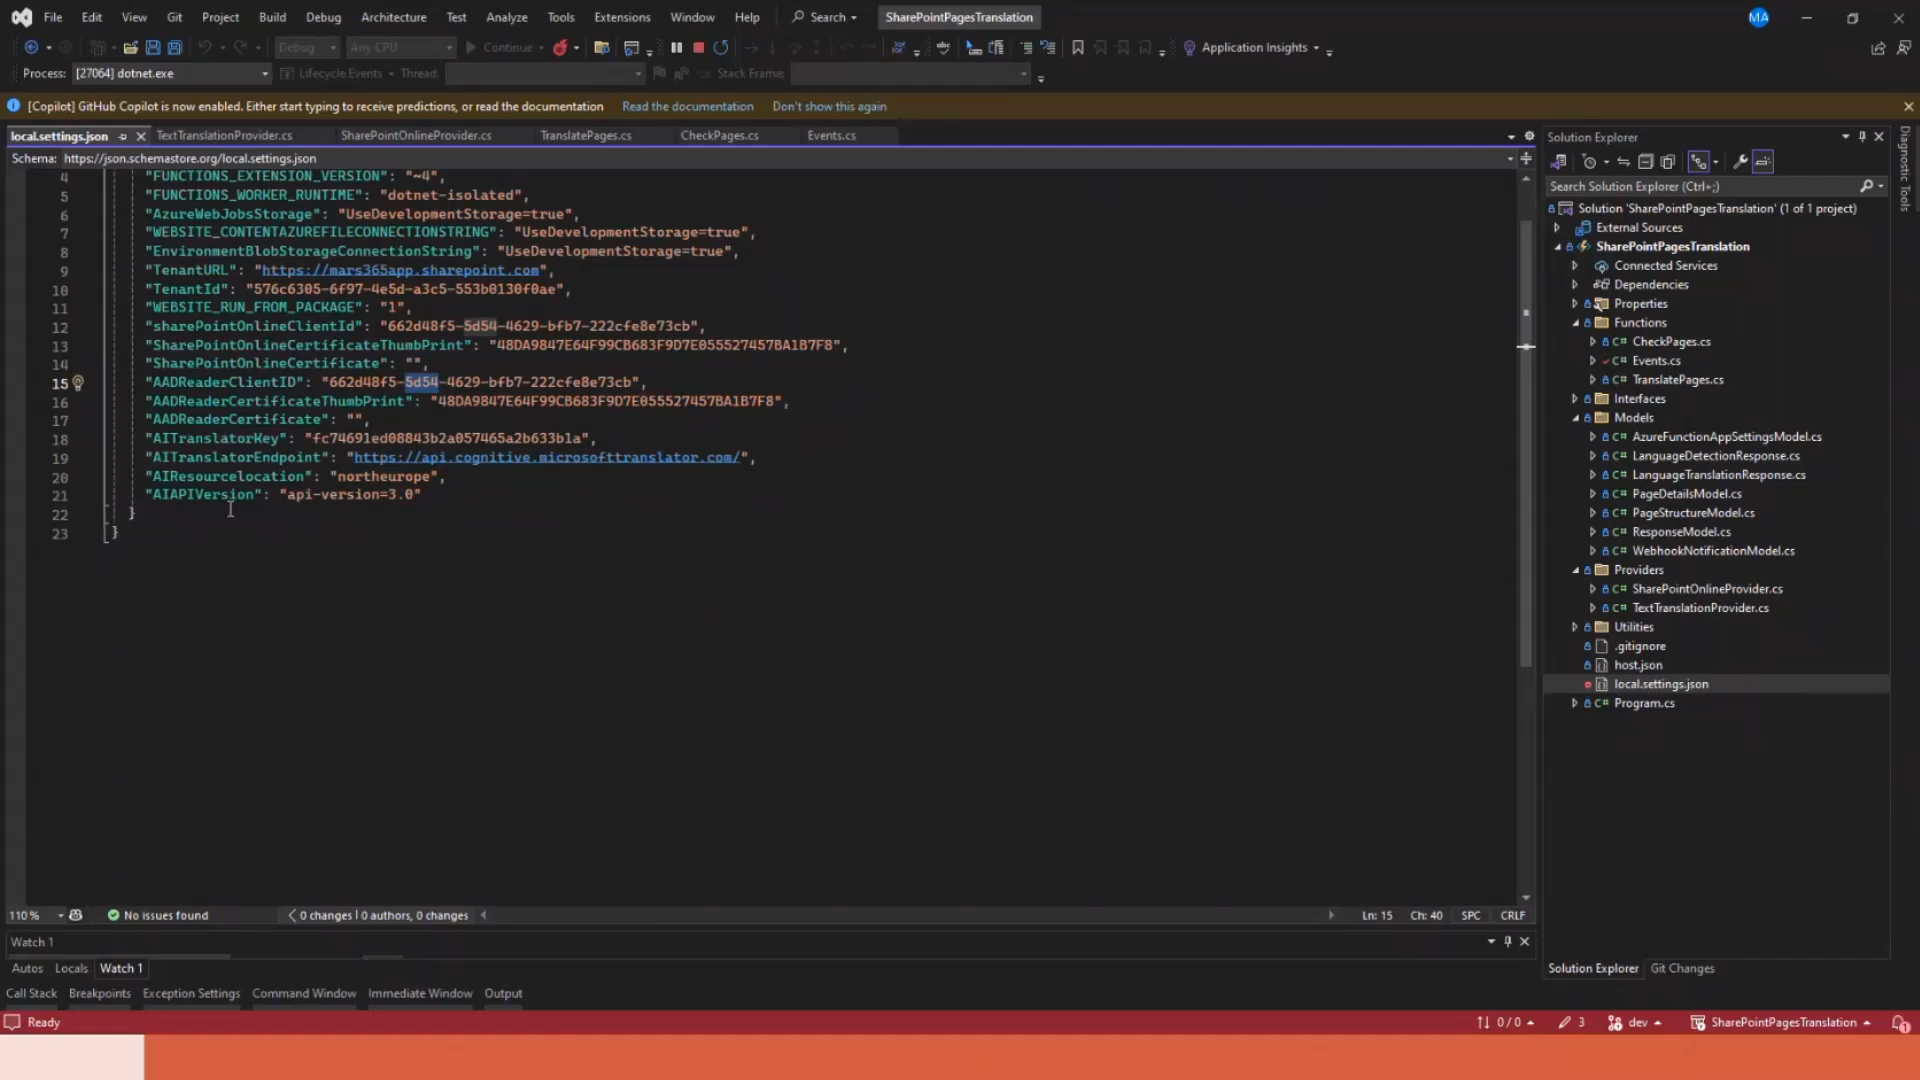 File Edit View Git Project Build Debug Architecture Test Analyze Tools Extensions Window Help Search SharePointPagesTranslation MA
Debug Any CPU Continue Application Insights
Process: [27064] dotnet.exe Lifecycle Events Thread: Stack Frame:
[Copilot] GitHub Copilot is now enabled. Either start typing to receive predictions, or read the documentation Read the documentation Don't show this again
local.settings.json TextTranslationProvider.cs SharePointOnlineProvider.cs TranslatePages.cs CheckPages.cs Events.cs
Schema: https://json.schemastore.org/local.settings.json
4 "FUNCTIONS_EXTENSION_VERSION": "~4",
5 "FUNCTIONS_WORKER_RUNTIME": "dotnet-isolated",
6 "AzureWebJobsStorage": "UseDevelopmentStorage=true",
7 "WEBSITE_CONTENTAZUREFILECONNECTIONSTRING": "UseDevelopmentStorage=true",
8 "EnvironmentBlobStorageConnectionString": "UseDevelopmentStorage=true",
9 "TenantURL": "https://mars365app.sharepoint.com",
10 "TenantId": "576c6305-6f97-4e5d-a3c5-553b0130f0ae",
11 "WEBSITE_RUN_FROM_PACKAGE": "1",
12 "sharePointOnlineClientId": "662d48f5-5d54-4629-bfb7-222cfe8e73cb",
13 "SharePointOnlineCertificateThumbPrint": "48DA9847E64F99CB683F9D7E055527457BA1B7F8",
14 "SharePointOnlineCertificate": "",
15 "AADReaderClientID": "662d48f5-5d54-4629-bfb7-222cfe8e73cb",
16 "AADReaderCertificateThumbPrint": "48DA9847E64F99CB683F9D7E055527457BA1B7F8",
17 "AADReaderCertificate": "",
18 "AITranslatorKey": "fc74691ed08843b2a057465a2b633b1a",
19 "AITranslatorEndpoint": "https://api.cognitive.microsofttranslator.com/",
20 "AIResourcelocation": "northeurope",
21 "AIAPIVersion": "api-version=3.0"
22 }
23 }
110 % No issues found 0 changes | 0 authors, 0 changes Ln: 15 Ch: 40 SPC CRLF
Watch 1
Autos Locals Watch 1
Call Stack Breakpoints Exception Settings Command Window Immediate Window Output
Solution Explorer
Search Solution Explorer (Ctrl+;)
Solution 'SharePointPagesTranslation' (1 of 1 project)
External Sources
SharePointPagesTranslation
Connected Services
Dependencies
Properties
Functions
C# CheckPages.cs
C# Events.cs
C# TranslatePages.cs
Interfaces
Models
C# AzureFunctionAppSettingsModel.cs
C# LanguageDetectionResponse.cs
C# LanguageTranslationResponse.cs
C# PageDetailsModel.cs
C# PageStructureModel.cs
C# ResponseModel.cs
C# WebhookNotificationModel.cs
Providers
C# SharePointOnlineProvider.cs
C# TextTranslationProvider.cs
Utilities
.gitignore
host.json
local.settings.json
C# Program.cs
Solution Explorer Git Changes
Diagnostic Tools
Ready 0 / 0 3 dev SharePointPagesTranslation 1